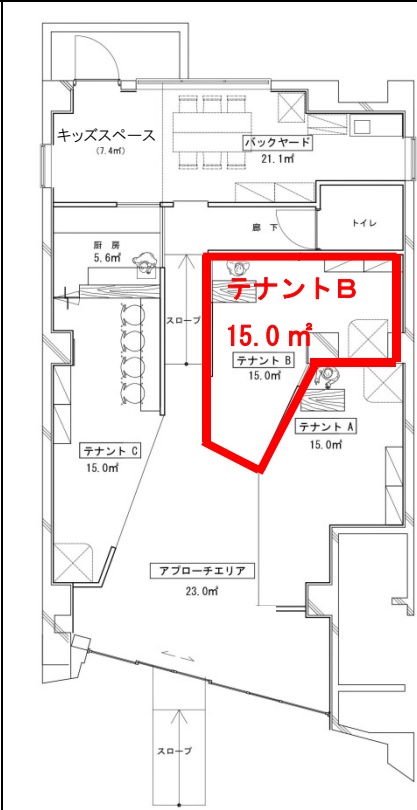 キッズスペース
(7.4㎡)
バックヤード
21.1㎡
トイレ
廊 下
厨 房
5.6㎡
テナントB
スロープ
15.0㎡
テナント B
15.0㎡
テナント A
15.0㎡
テナント C
15.0㎡
アプローチエリア
23.0㎡
スロープ